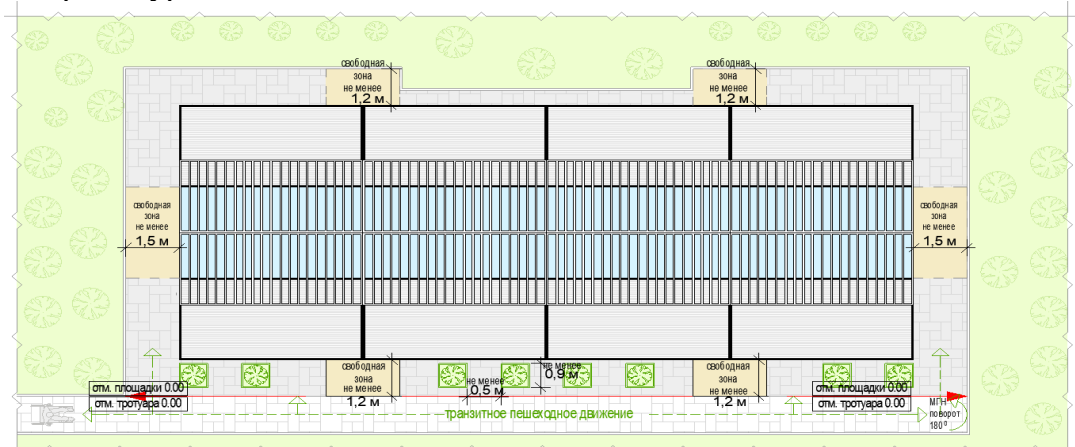 свободная
зона
не менее
1,2 м
свободная
зона
не менее
1,2 м
свободная
зона
не менее
1,5 м
свободная
зона
не менее
1,5 м
свободная
зона
не менее
1,2 м
не менее
0,5 м
не менее
0,9 м
свободная
зона
не менее
1,2 м
отм. площадки 0.00
отм. тротуара 0.00
отм. площадки 0.00
отм. тротуара 0.00
транзитное пешеходное движение
МГН
поворот
180°